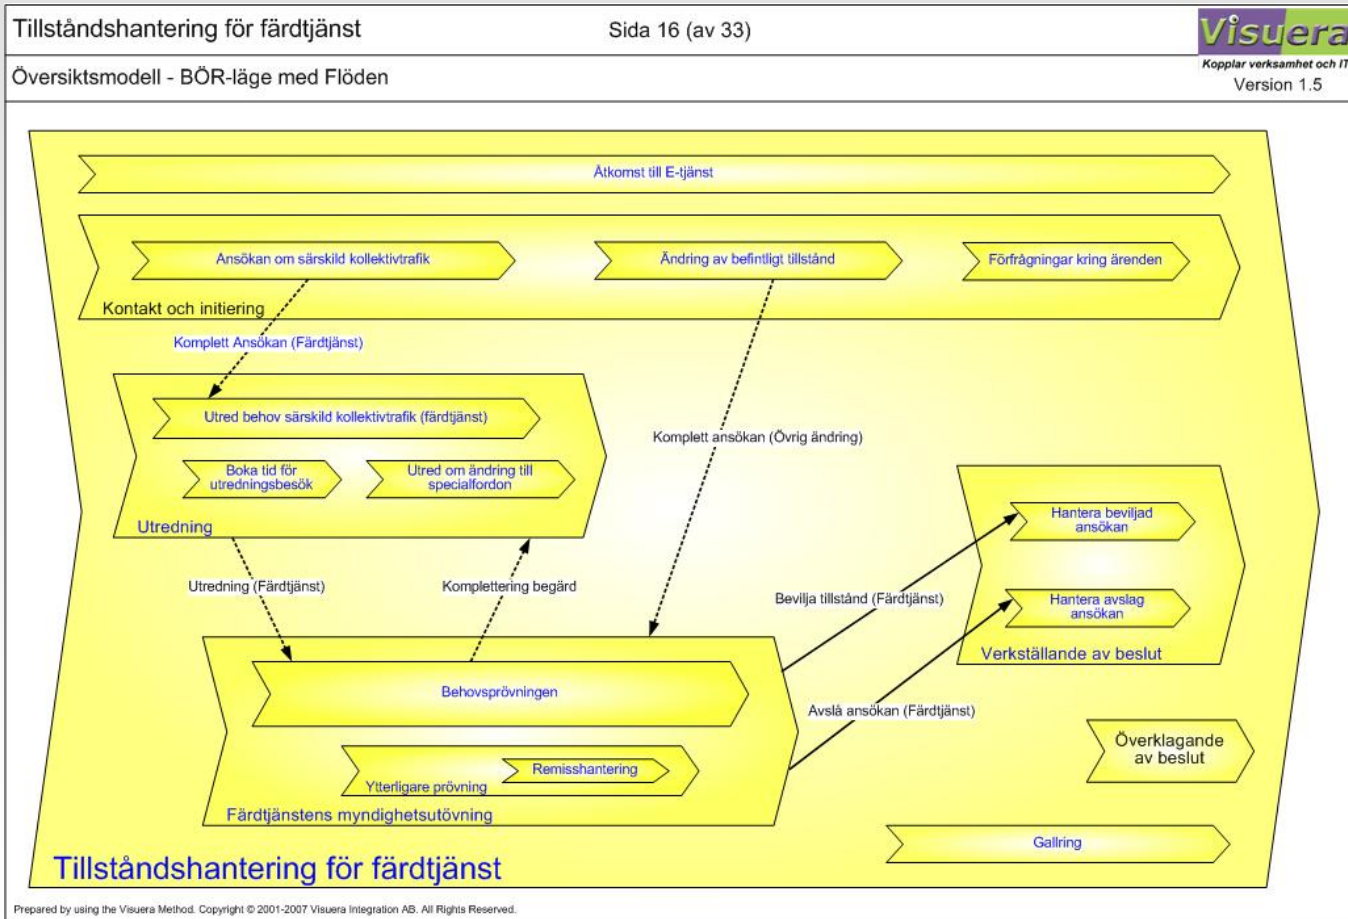 Tillståndshantering för färdtjänst
Sida 16 (av 33)
Visuera
Kopplar verksamhet och IT
Översiktsmodell - BÖR-läge med Flöden
Version 1.5
Åtkomst till E-tjänst
Ansökan om särskild kollektivtrafik
Ändring av befintligt tillstånd
Förfrågningar kring ärenden
Kontakt och initiering
Komplett Ansökan (Färdtjänst)
Utred behov särskild kollektivtrafik (färdtjänst)
Komplett ansökan (Övrig ändring)
Boka tid för
utredningsbesök
Utred om ändring till
specialfordon
Utredning
Hantera beviljad
ansökan
Utredning (Färdtjänst)
Komplettering begärd
Bevilja tillstånd (Färdtjänst)
Hantera avslag
ansökan
Verkställande av beslut
Behovsprövningen
Avslå ansökan (Färdtjänst)
Överklagande
av beslut
Remisshantering
Ytterligare prövning
Färdtjänstens myndighetsutövning
Gallring
Tillståndshantering för färdtjänst
Prepared by using the Visuera Method. Copyright © 2001-2007 Visuera Integration AB. All Rights Reserved.